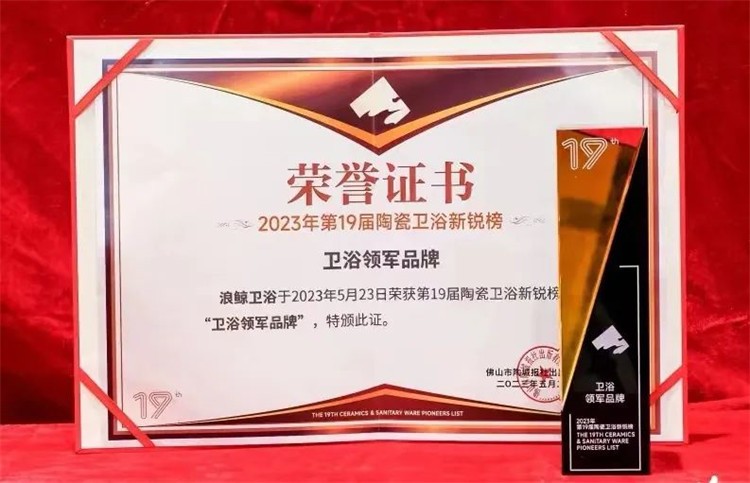 荣誉证书
2023年第19届陶瓷卫浴新锐榜
卫浴领军品牌
浪鲸卫浴于2023年5月23日荣获第19届陶瓷卫浴新锐榜
“卫浴领军品牌”，特颁此证。
佛山市陶城报社出
二〇二三年五月二
19th
THE 19TH CERAMICS & SANITARY WARE PIONEERS LIST
19th
卫浴
领军品牌
2023年
第19届陶瓷卫浴新锐榜
THE 19TH CERAMICS
& SANITARY WARE
PIONEERS LIST